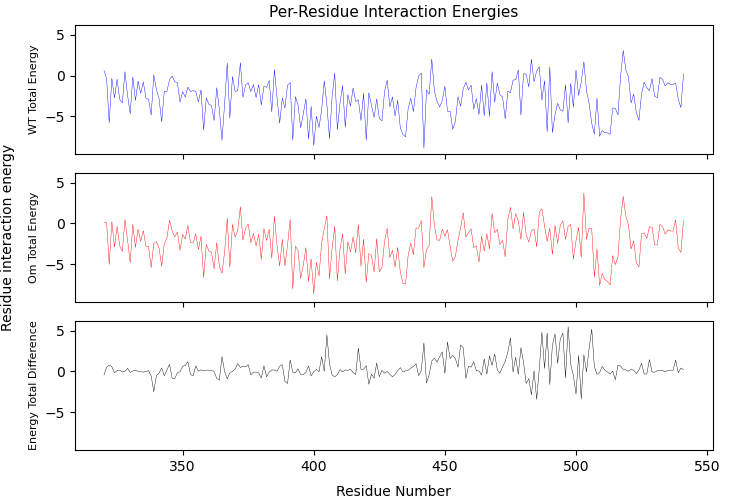 Per-Residue Interaction Energies
Residue interaction energy
WT Total Energy
5
0
−5
Om Total Energy
5
0
−5
Energy Total Difference
5
0
−5
350 400 450 500 550
Residue Number